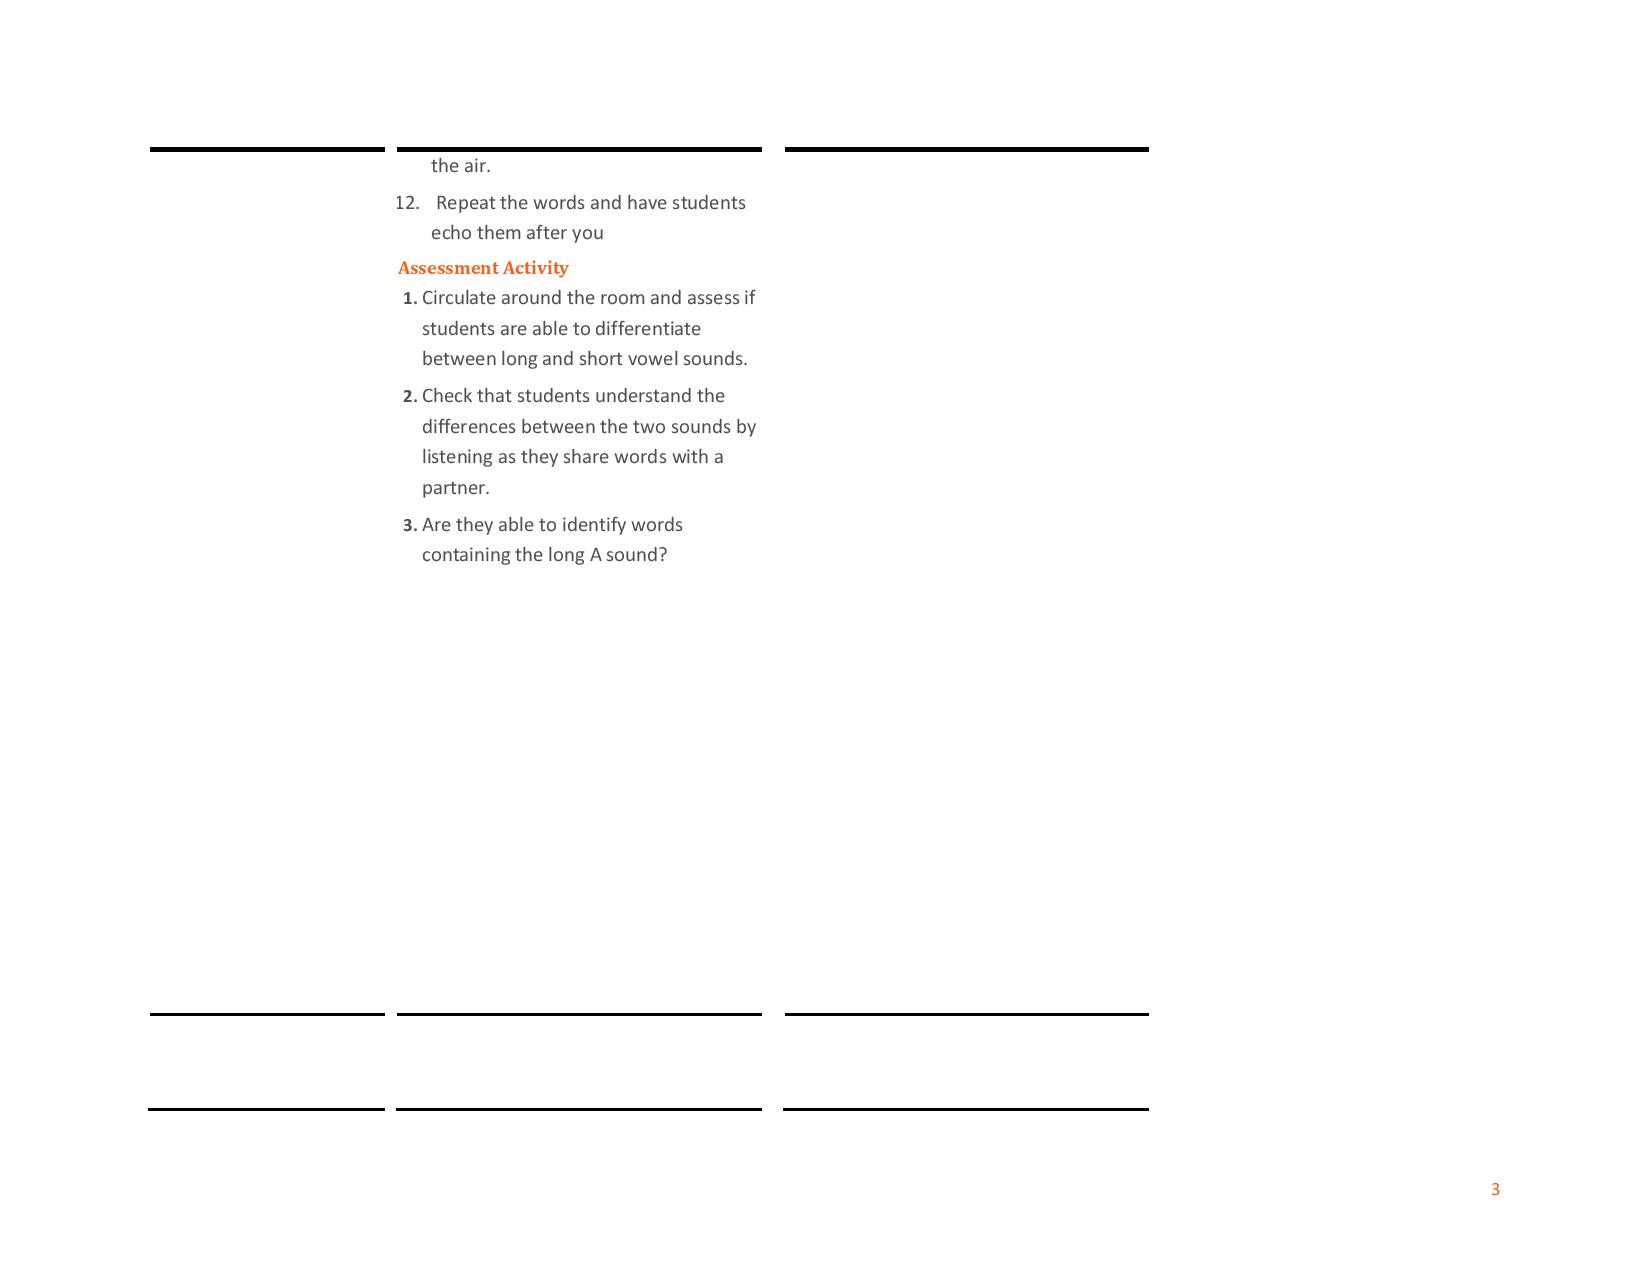 the air.
12. Repeat the words and have students
echo them after you
Assessment Activity
1. Circulate around the room and assess if
students are able to differentiate
between long and short vowel sounds.
2. Check that students understand the
differences between the two sounds by
listening as they share words with a
partner.
3. Are they able to identify words
containing the long A sound?
3